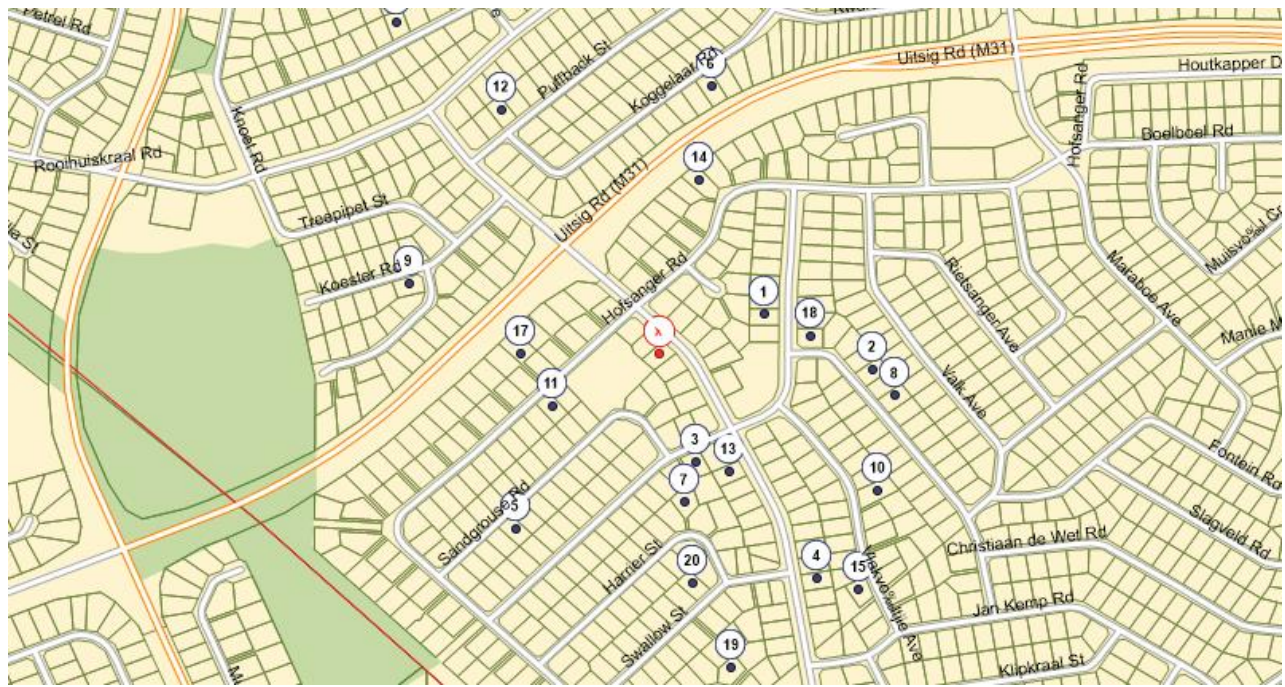 Petrel Rd
Puffback St
Koggelaar Rd
6
Uitsig Rd (M31)
Houtkapper D
12
Knoet Rd
Hofsanger Rd
Boelboel Rd
Rooihuiskraal Rd
14
Uitsig Rd (M31)
Treepipet St
9
Koester Rd
Hofsanger Rd
1
18
Rietsanger Ave
Maraboe Ave
17
2
8
Valk Ave
11
3
13
7
5
Sandgrouse Rd
10
Fontein Rd
Slagveld Rd
Christiaan de Wet Rd
Harrier St
20
4
15
Jan Kemp Rd
Swallow St
19
Klipkraal St